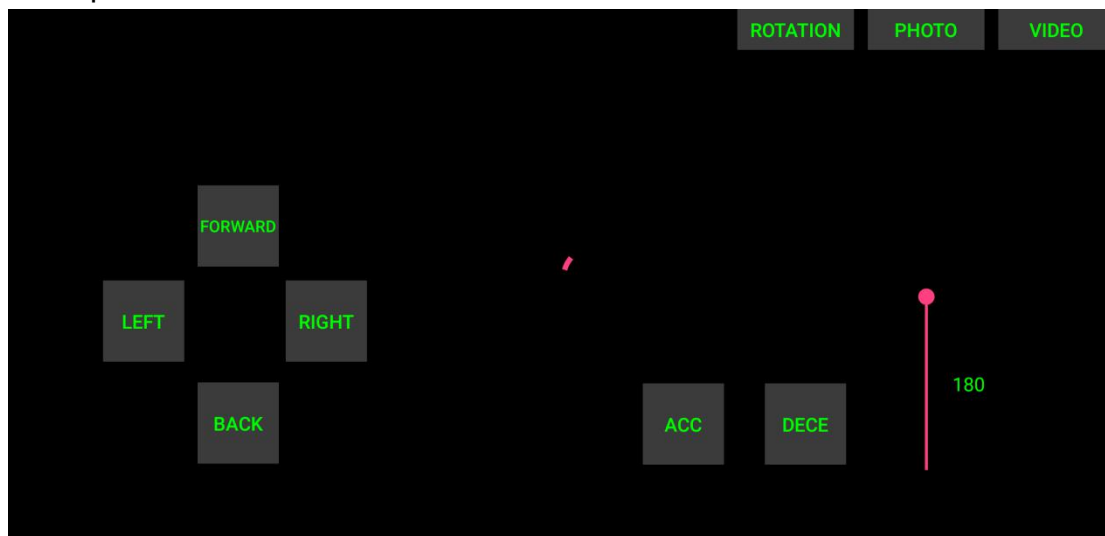 ROTATION PHOTO VIDEO
FORWARD
LEFT RIGHT
180
BACK ACC DECE